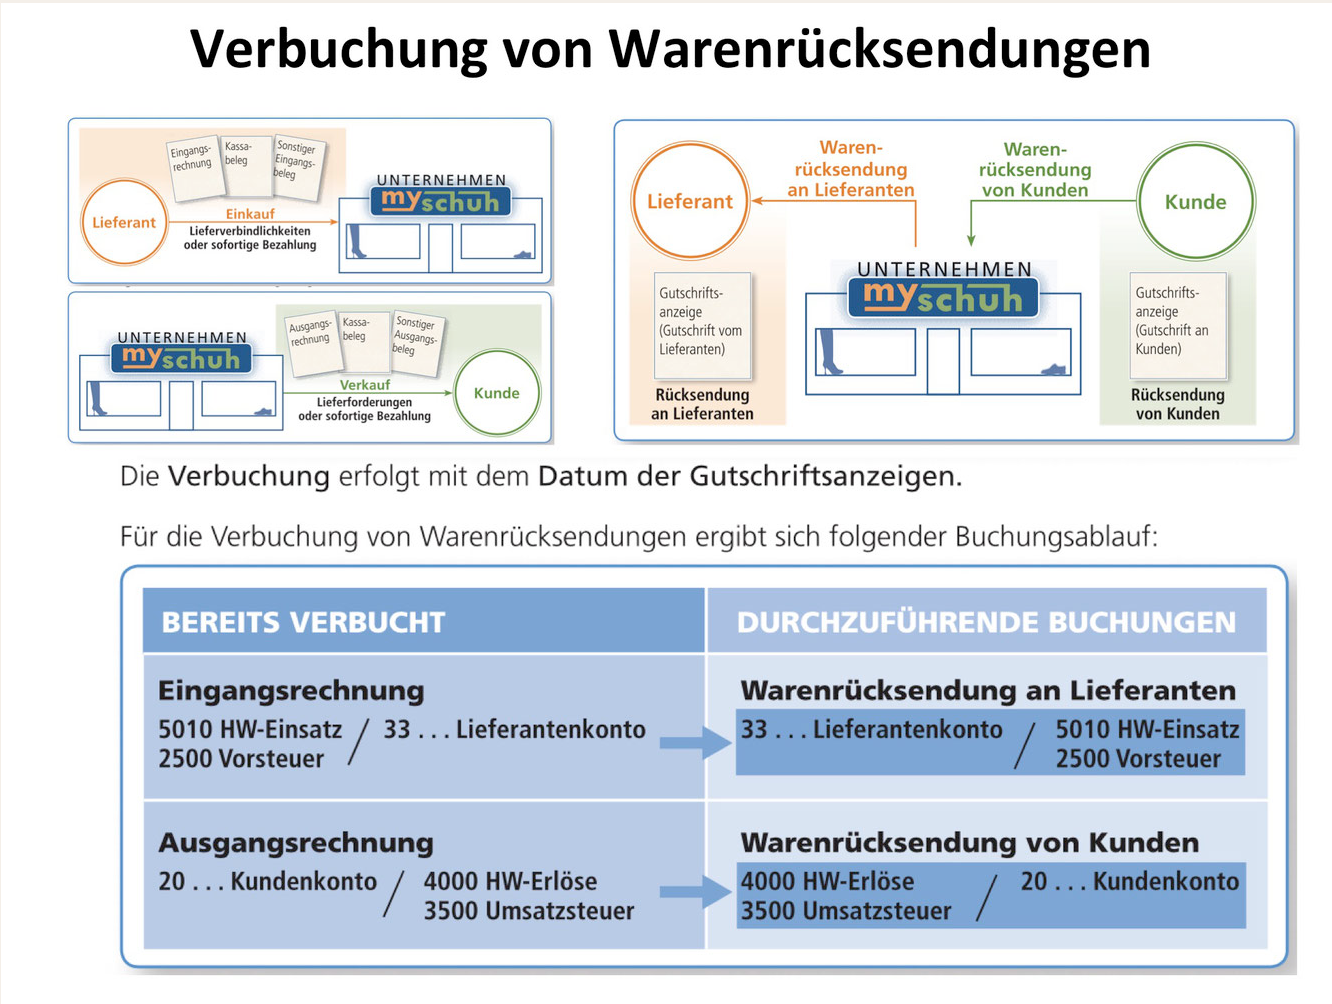 Verbuchung von Warenrücksendungen
Eingangs-
rechnung
Kassa-
beleg
Sonstiger
Eingangs-
beleg
Lieferant
Einkauf
Lieferverbindlichkeiten
oder sofortige Bezahlung
UNTERNEHMEN
myschuh
UNTERNEHMEN
myschuh
Ausgangs-
rechnung
Kassa-
beleg
Sonstiger
Ausgangs-
beleg
Verkauf
Lieferforderungen
oder sofortige Bezahlung
Kunde
Lieferant
Waren-
rücksendung
an Lieferanten
Waren-
rücksendung
von Kunden
Kunde
Gutschrifts-
anzeige
(Gutschrift vom
Lieferanten)
Rücksendung
an Lieferanten
UNTERNEHMEN
myschuh
Gutschrifts-
anzeige
(Gutschrift an
Kunden)
Rücksendung
von Kunden
Die Verbuchung erfolgt mit dem Datum der Gutschriftsanzeigen.
Für die Verbuchung von Warenrücksendungen ergibt sich folgender Buchungsablauf:
BEREITS VERBUCHT
DURCHZUFÜHRENDE BUCHUNGEN
Eingangsrechnung
5010 HW-Einsatz / 33 . . . Lieferantenkonto
2500 Vorsteuer
Warenrücksendung an Lieferanten
33 . . . Lieferantenkonto / 5010 HW-Einsatz
2500 Vorsteuer
Ausgangsrechnung
20 . . . Kundenkonto / 4000 HW-Erlöse
3500 Umsatzsteuer
Warenrücksendung von Kunden
4000 HW-Erlöse / 20 . . . Kundenkonto
3500 Umsatzsteuer